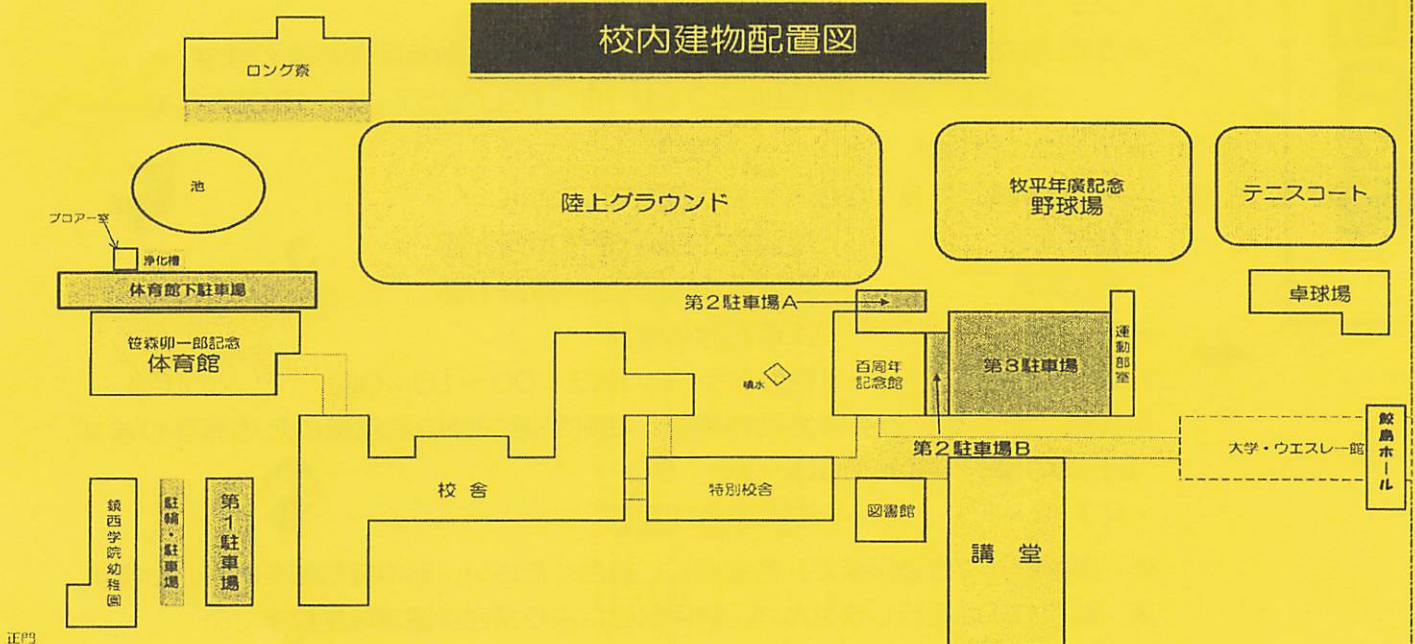 校内建物配置図
ロング寮
池
陸上グラウンド
牧平年廣記念
野球場
テニスコート
ブロアー室
浄化槽
体育館下駐車場
笹森卯一郎記念
体育館
第2駐車場A
噴水
百周年
記念館
第3駐車場
運動部室
卓球場
第2駐車場B
大学・ウエスレー館
鮫島ホール
校舎
特別校舎
図書館
講堂
鎮西学院幼稚園
駐輪・駐車場
第1駐車場
正門